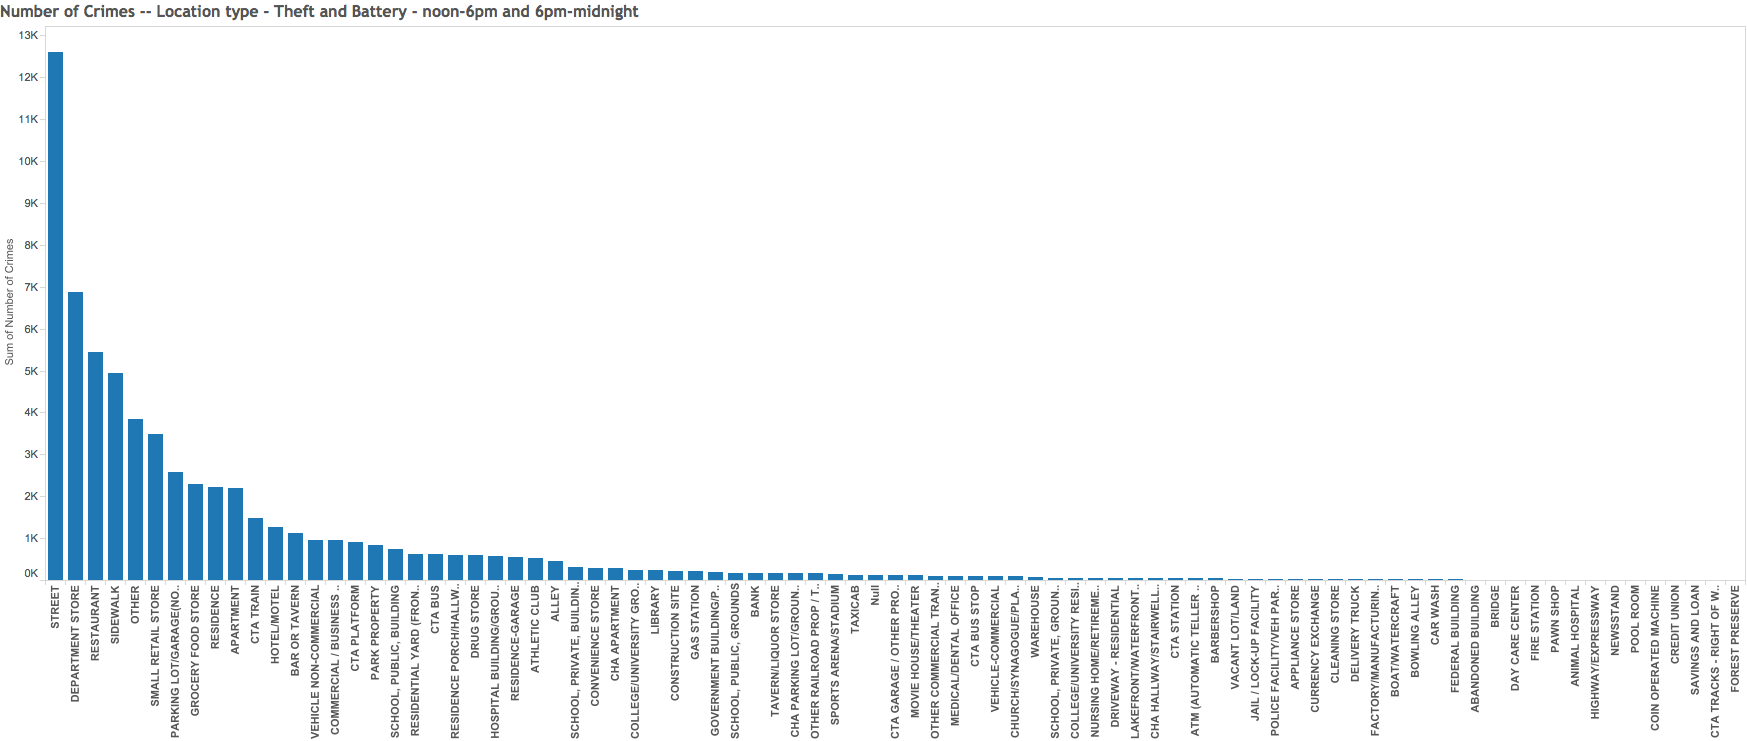 Number of Crimes -- Location type - Theft and Battery - noon-6pm and 6pm-midnight
Sum of Number of Crimes
13K
12K
11K
10K
9K
8K
7K
6K
5K
4K
3K
2K
1K
0K
STREET
DEPARTMENT STORE
RESTAURANT
SIDEWALK
OTHER
SMALL RETAIL STORE
PARKING LOT/GARAGE(NO..
GROCERY FOOD STORE
RESIDENCE
APARTMENT
CTA TRAIN
HOTEL/MOTEL
BAR OR TAVERN
VEHICLE NON-COMMERCIAL
COMMERCIAL / BUSINESS ..
CTA PLATFORM
PARK PROPERTY
SCHOOL, PUBLIC, BUILDING
RESIDENTIAL YARD (FRON..
CTA BUS
RESIDENCE PORCH/HALLW..
DRUG STORE
HOSPITAL BUILDING/GROU..
RESIDENCE-GARAGE
ATHLETIC CLUB
ALLEY
SCHOOL, PRIVATE, BUILDIN..
CONVENIENCE STORE
CHA APARTMENT
COLLEGE/UNIVERSITY GRO..
LIBRARY
CONSTRUCTION SITE
GAS STATION
GOVERNMENT BUILDING/P..
SCHOOL, PUBLIC, GROUNDS
BANK
TAVERN/LIQUOR STORE
CHA PARKING LOT/GROUN..
OTHER RAILROAD PROP / T..
SPORTS ARENA/STADIUM
TAXICAB
Null
CTA GARAGE / OTHER PRO..
MOVIE HOUSE/THEATER
OTHER COMMERCIAL TRAN..
MEDICAL/DENTAL OFFICE
CTA BUS STOP
VEHICLE-COMMERCIAL
CHURCH/SYNAGOGUE/PLA..
WAREHOUSE
SCHOOL, PRIVATE, GROUN..
COLLEGE/UNIVERSITY RESI..
NURSING HOME/RETIREME..
DRIVEWAY - RESIDENTIAL
LAKEFRONT/WATERFRONT..
CHA HALLWAY/STAIRWELL..
CTA STATION
ATM (AUTOMATIC TELLER ..
BARBERSHOP
VACANT LOT/LAND
JAIL / LOCK-UP FACILITY
POLICE FACILITY/VEH PAR..
APPLIANCE STORE
CURRENCY EXCHANGE
CLEANING STORE
DELIVERY TRUCK
FACTORY/MANUFACTURIN..
BOAT/WATERCRAFT
BOWLING ALLEY
CAR WASH
FEDERAL BUILDING
ABANDONED BUILDING
BRIDGE
DAY CARE CENTER
FIRE STATION
PAWN SHOP
ANIMAL HOSPITAL
HIGHWAY/EXPRESSWAY
NEWSSTAND
POOL ROOM
COIN OPERATED MACHINE
CREDIT UNION
SAVINGS AND LOAN
CTA TRACKS - RIGHT OF W..
FOREST PRESERVE